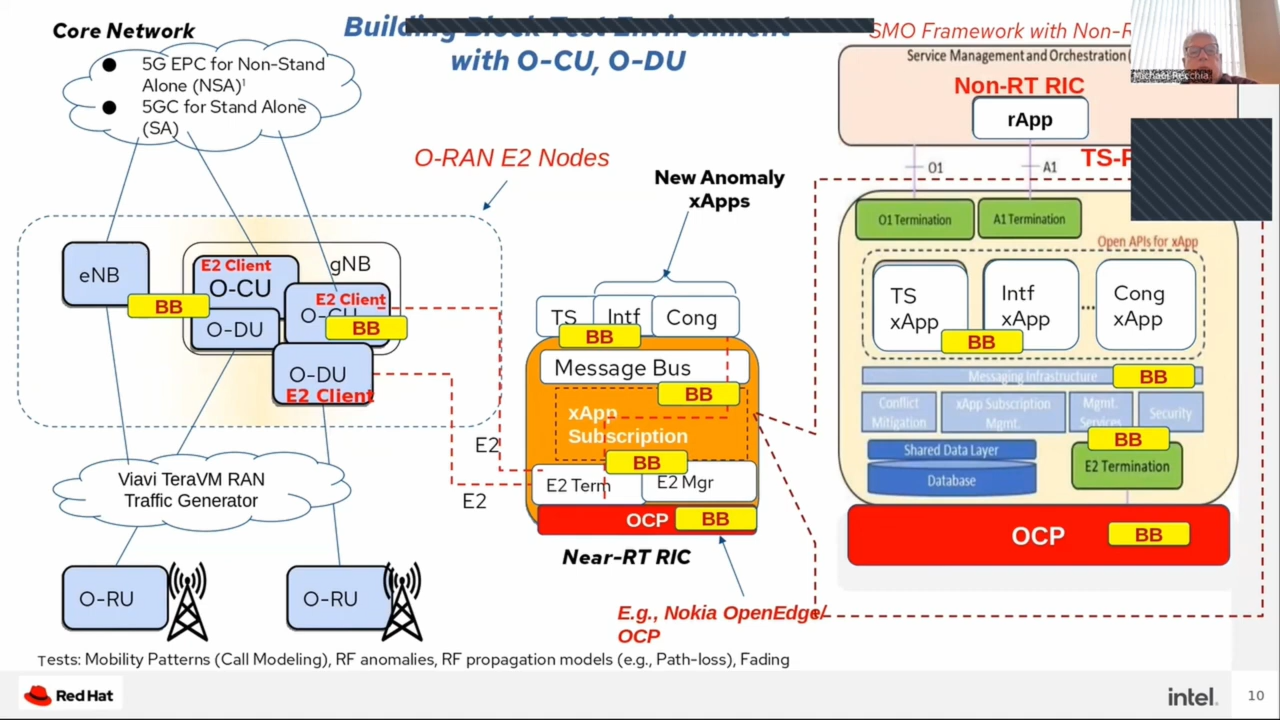 Core Network
Building Block Test Environment
with O-CU, O-DU
SMO Framework with Non-R
Service Management and Orchestration (
Michael Recchia
● 5G EPC for Non-Stand
Alone (NSA)¹
● 5GC for Stand Alone
(SA)
Non-RT RIC
rApp
O-RAN E2 Nodes
New Anomaly
xApps
O1
A1
TS-
O1 Termination
A1 Termination
Open APIs for xApp
eNB
BB
E2 Client
O-CU
gNB
E2 Client
O-CU
BB
O-DU
O-DU
E2 Client
TS
Intf
Cong
BB
Message Bus
BB
xApp
Subscription
BB
E2 Term
E2 Mgr
OCP
BB
Near-RT RIC
E2
E2
TS
xApp
Intf
xApp
...
Cong
xApp
BB
Messaging Infrastructure
BB
Conflict
Mitigation
xApp Subscription
Mgmt.
Mgmt.
Services
Security
BB
Shared Data Layer
Database
E2 Termination
OCP
BB
Viavi TeraVM RAN
Traffic Generator
O-RU
O-RU
E.g., Nokia OpenEdge/
OCP
Tests: Mobility Patterns (Call Modeling), RF anomalies, RF propagation models (e.g., Path-loss), Fading
Red Hat
intel.
10